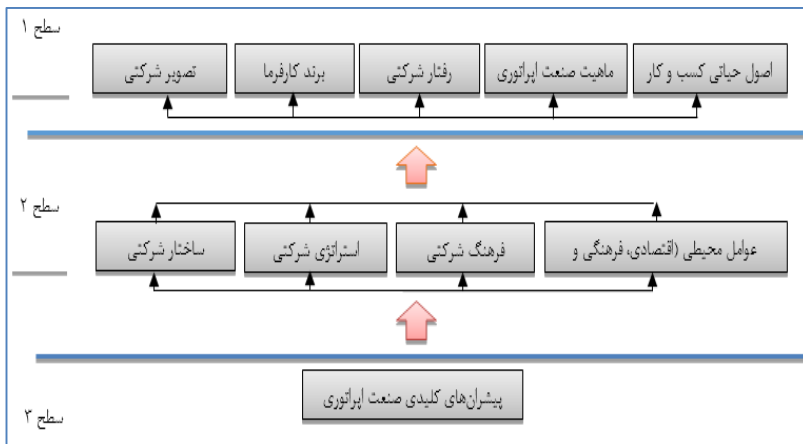 سطح ۱
اصول حیاتی کسب و کار
ماهیت صنعت اپراتوری
رفتار شرکتی
برند کارفرما
تصویر شرکتی
سطح ۲
عوامل محیطی (اقتصادی، فرهنگی و
فرهنگ شرکتی
استراتژی شرکتی
ساختار شرکتی
سطح ۳
پیشران‌های کلیدی صنعت اپراتوری